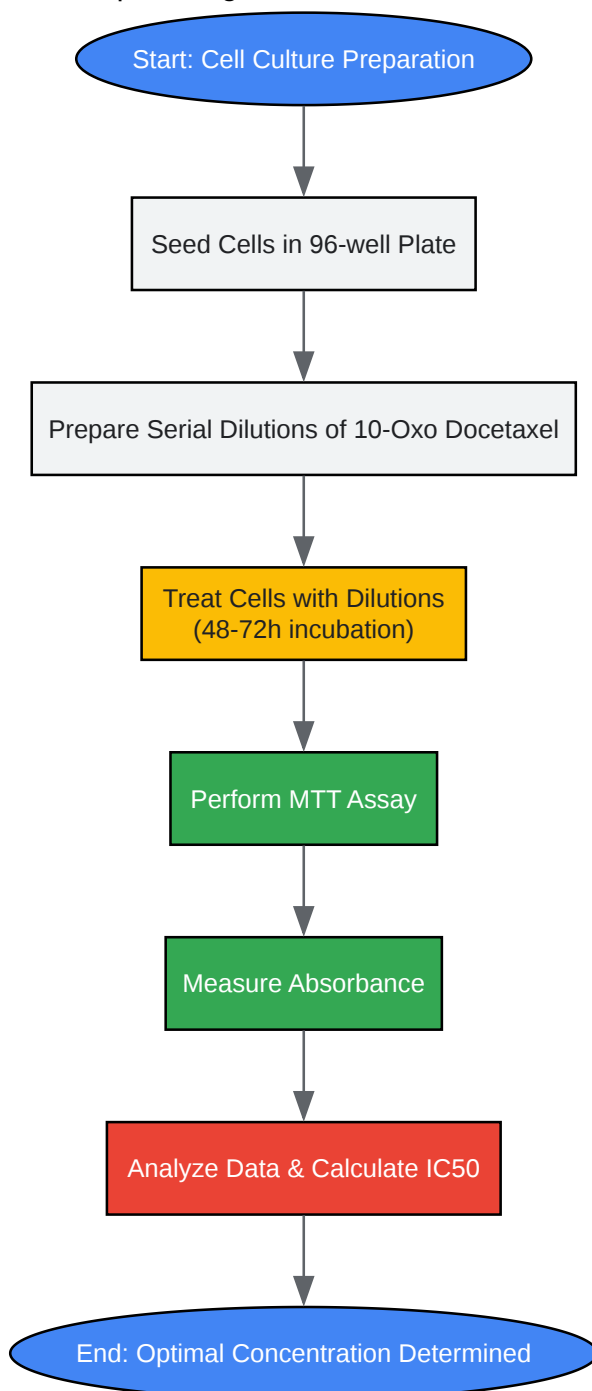 Start: Cell Culture Preparation
Seed Cells in 96-well Plate
Prepare Serial Dilutions of 10-Oxo Docetaxel
Treat Cells with Dilutions
(48-72h incubation)
Perform MTT Assay
Measure Absorbance
Analyze Data & Calculate IC50
End: Optimal Concentration Determined